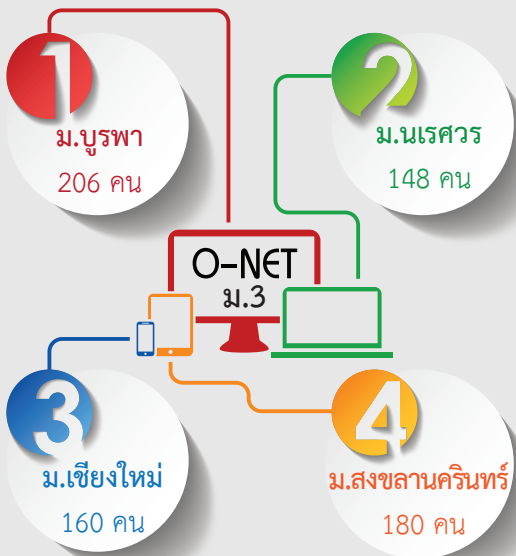 1
ม.บูรพา
206 คน
2
ม.นเรศวร
148 คน
O-NET
ม.3
3
ม.เชียงใหม่
160 คน
4
ม.สงขลานครินทร์
180 คน